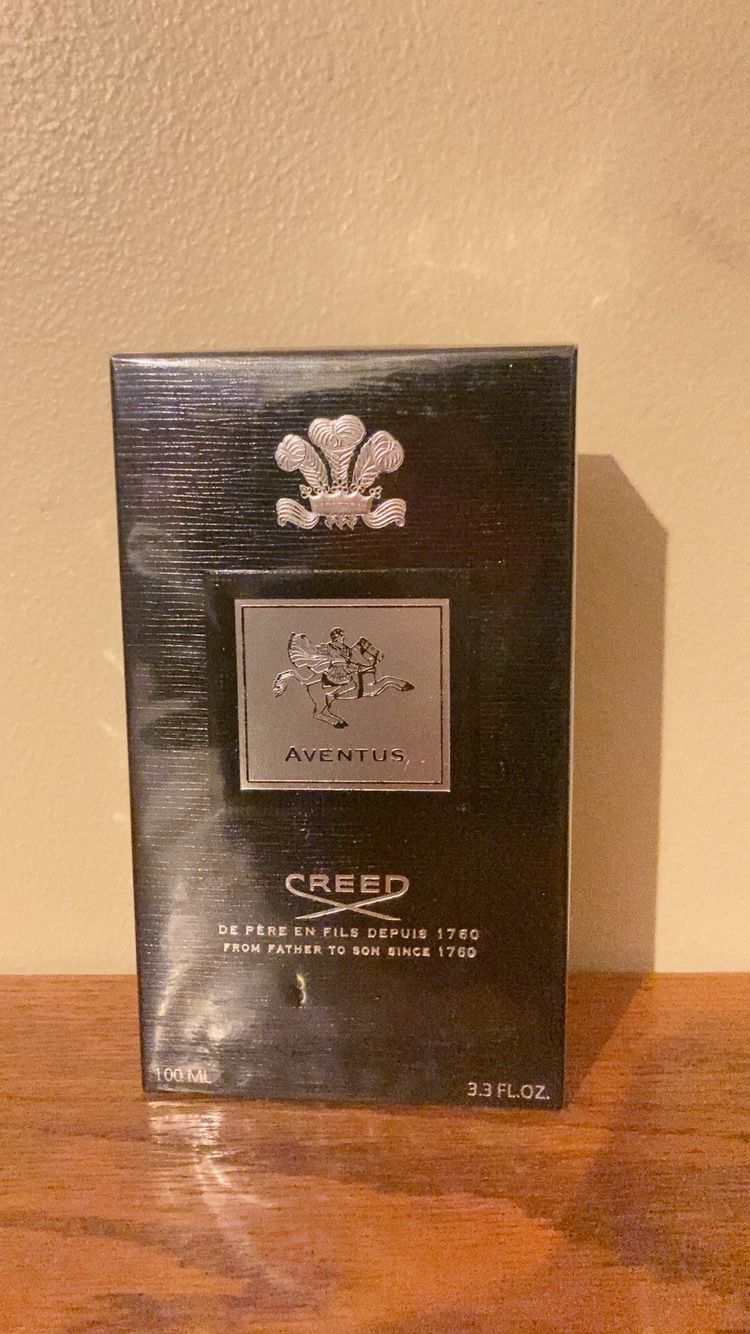 AVENTUS
CREED
DE PÈRE EN FILS DEPUIS 1760
FROM FATHER TO SON SINCE 1760
100 ML
3.3 FL.OZ.